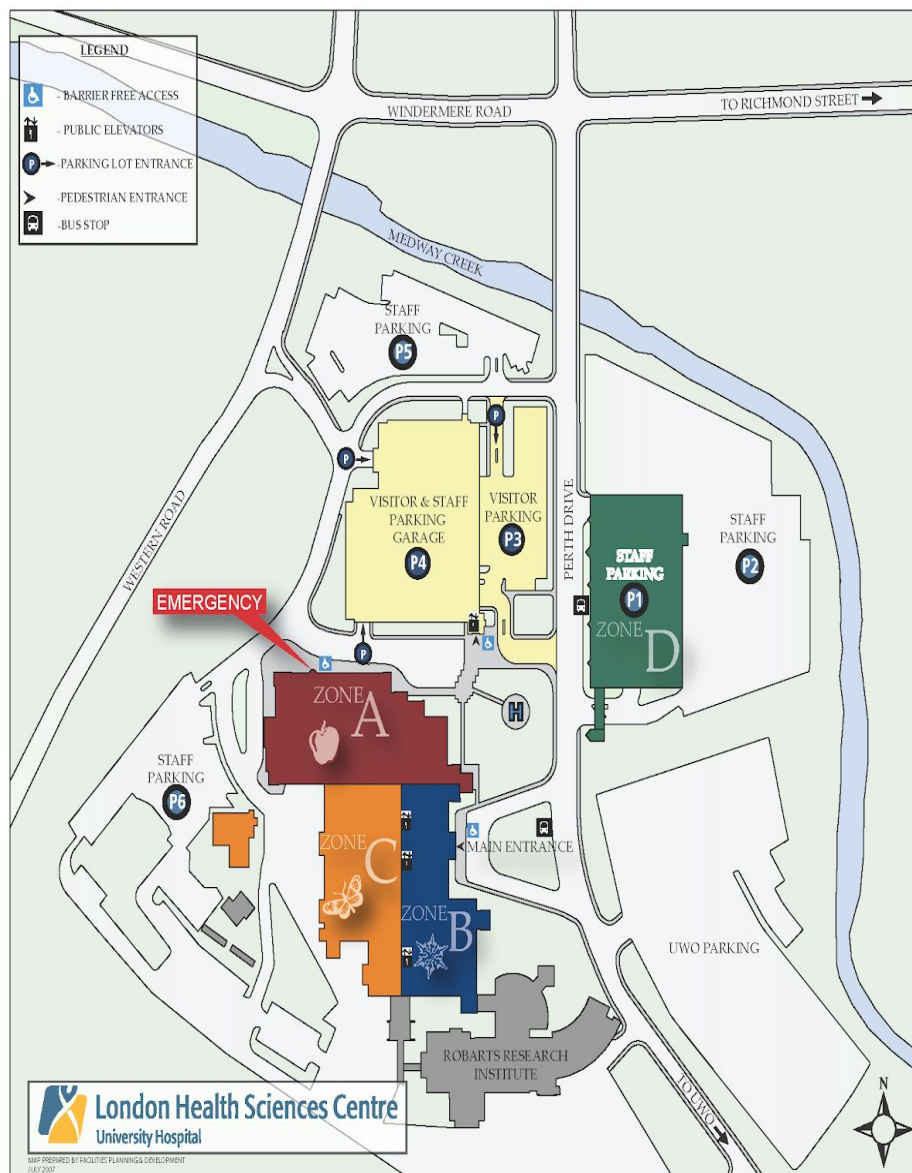 LEGEND
- BARRIER FREE ACCESS
- PUBLIC ELEVATORS
P -PARKING LOT ENTRANCE
- PEDESTRIAN ENTRANCE
-BUS STOP
WINDERMERE ROAD
TO RICHMOND STREET
MEDWAY CREEK
STAFF
PARKING
P5
P
P
WESTERN ROAD
VISITOR & STAFF
PARKING
GARAGE
P4
VISITOR
PARKING
P3
PERTH DRIVE
STAFF
PARKING
P1
ZONE
D
STAFF
PARKING
P2
EMERGENCY
P
H
ZONE
A
STAFF
PARKING
P6
ZONE
C
MAIN ENTRANCE
ZONE
B
UWO PARKING
ROBARTS RESEARCH
INSTITUTE
TO UWO
N
London Health Sciences Centre
University Hospital
MAP PREPARED BY FACILITIES PLANNING & DEVELOPMENT
JULY 2007